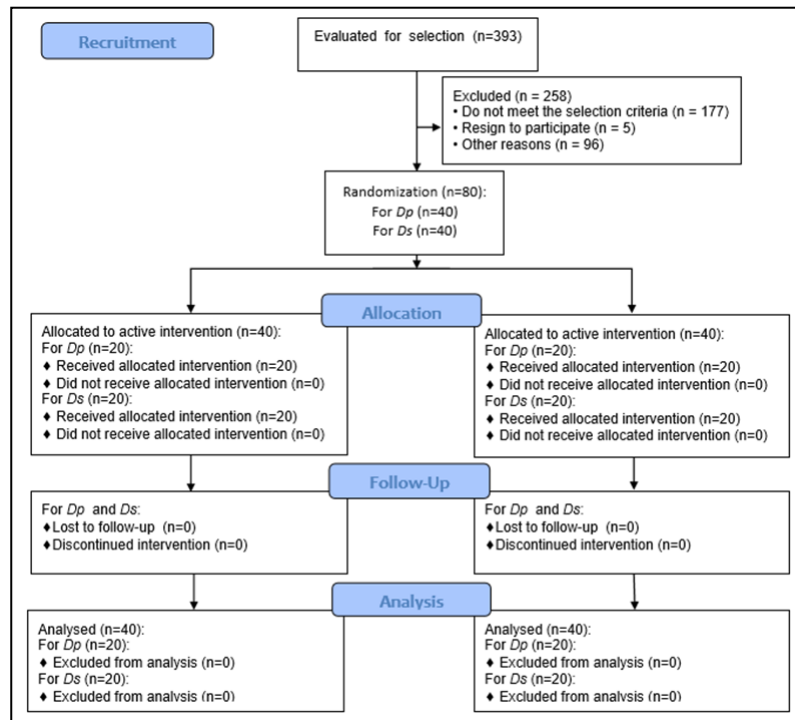 Recruitment
Evaluated for selection (n=393)
Excluded (n = 258)
• Do not meet the selection criteria (n = 177)
• Resign to participate (n = 5)
• Other reasons (n = 96)
Randomization (n=80):
For Dp (n=40)
For Ds (n=40)
Allocation
Allocated to active intervention (n=40):
For Dp (n=20):
♦ Received allocated intervention (n=20)
♦ Did not receive allocated intervention (n=0)
For Ds (n=20):
♦ Received allocated intervention (n=20)
♦ Did not receive allocated intervention (n=0)
Allocated to active intervention (n=40):
For Dp (n=20):
♦ Received allocated intervention (n=20)
♦ Did not receive allocated intervention (n=0)
For Ds (n=20):
♦ Received allocated intervention (n=20)
♦ Did not receive allocated intervention (n=0)
Follow-Up
For Dp and Ds:
♦Lost to follow-up (n=0)
♦Discontinued intervention (n=0)
For Dp and Ds:
♦Lost to follow-up (n=0)
♦Discontinued intervention (n=0)
Analysis
Analysed (n=40):
For Dp (n=20):
♦ Excluded from analysis (n=0)
For Ds (n=20):
♦ Excluded from analysis (n=0)
Analysed (n=40):
For Dp (n=20):
♦ Excluded from analysis (n=0)
For Ds (n=20):
♦ Excluded from analysis (n=0)